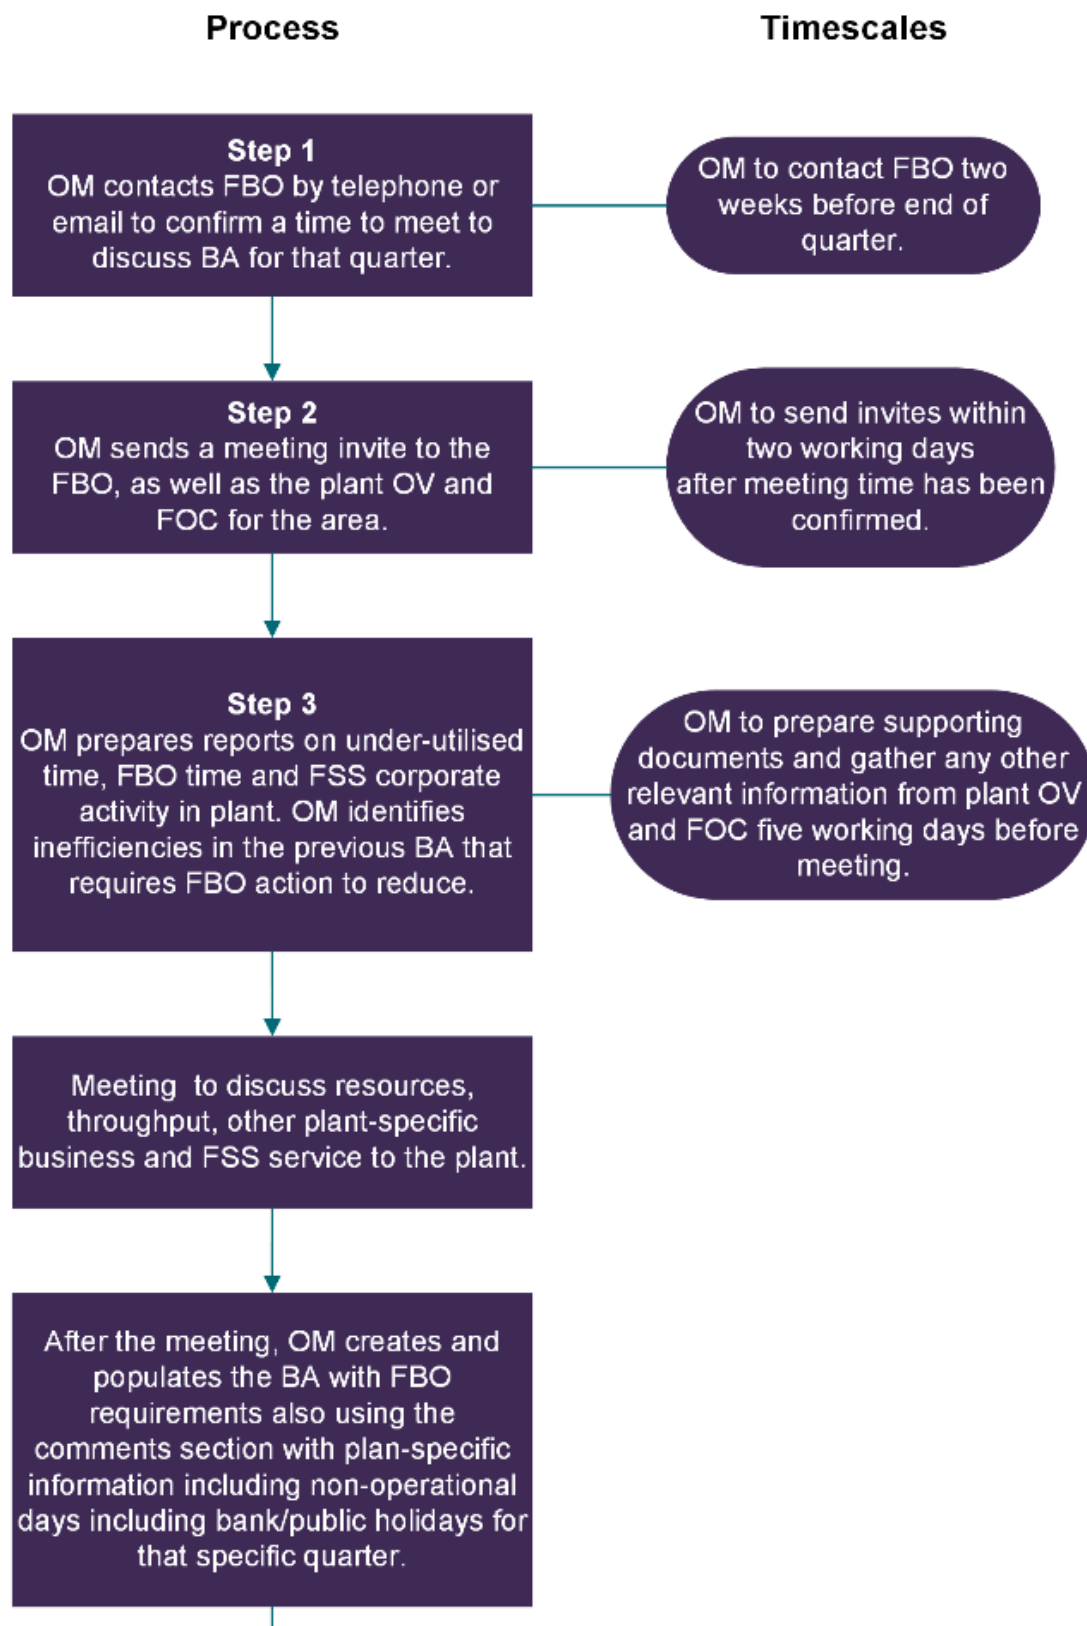 Process
Timescales
Step 1
OM contacts FBO by telephone or
email to confirm a time to meet to
discuss BA for that quarter.
OM to contact FBO two
weeks before end of
quarter.
Step 2
OM sends a meeting invite to the
FBO, as well as the plant OV and
FOC for the area.
OM to send invites within
two working days
after meeting time has been
confirmed.
Step 3
OM prepares reports on under-utilised
time, FBO time and FSS corporate
activity in plant. OM identifies
inefficiencies in the previous BA that
requires FBO action to reduce.
OM to prepare supporting
documents and gather any other
relevant information from plant OV
and FOC five working days before
meeting.
Meeting to discuss resources,
throughput, other plant-specific
business and FSS service to the plant.
After the meeting, OM creates and
populates the BA with FBO
requirements also using the
comments section with plan-specific
information including non-operational
days including bank/public holidays for
that specific quarter.